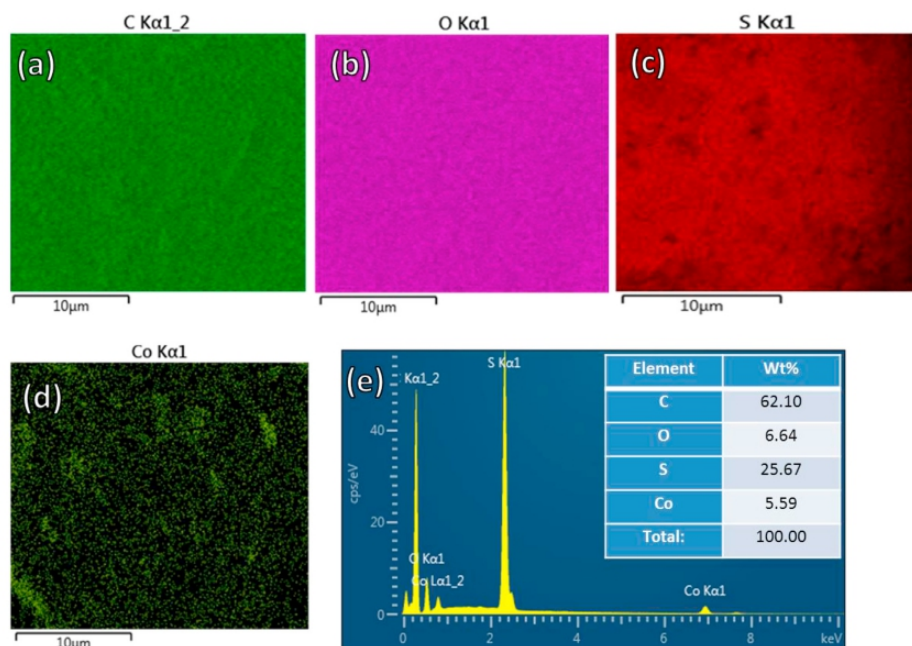 C Kα1_2
O Kα1
S Kα1
(a)
(b)
(c)
10μm
10μm
10μm
Co Kα1
(d)
10μm
(e)
Kα1_2
S Kα1
O Kα1
Co Lα1_2
Co Kα1
cps/eV
40
20
0
0 2 4 6 8 keV
Element Wt%
C 62.10
O 6.64
S 25.67
Co 5.59
Total: 100.00